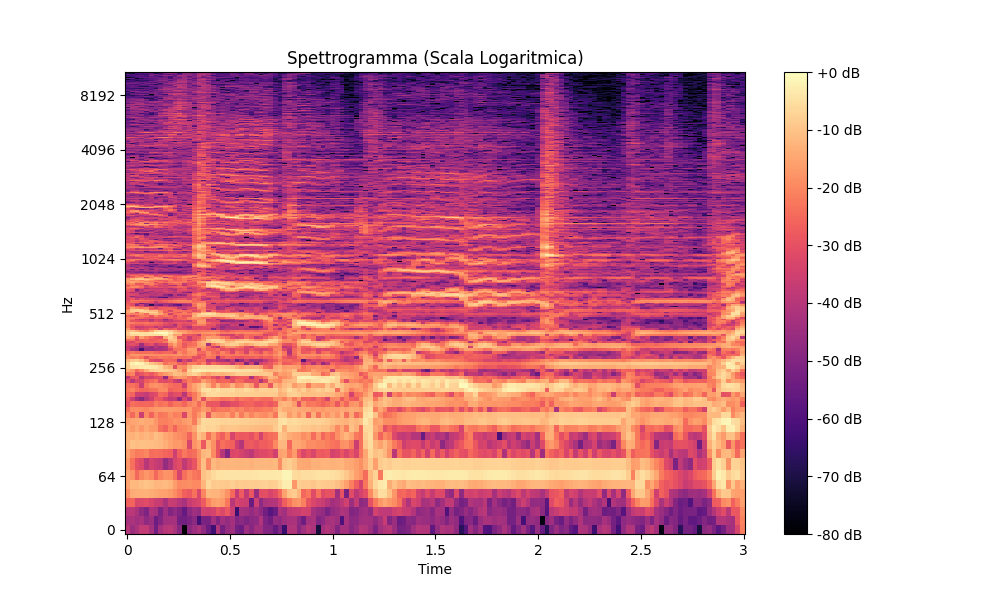 Spettrogramma (Scala Logaritmica)
Hz
8192
4096
2048
1024
512
256
128
64
0
0 0.5 1 1.5 2 2.5 3
Time
+0 dB
-10 dB
-20 dB
-30 dB
-40 dB
-50 dB
-60 dB
-70 dB
-80 dB